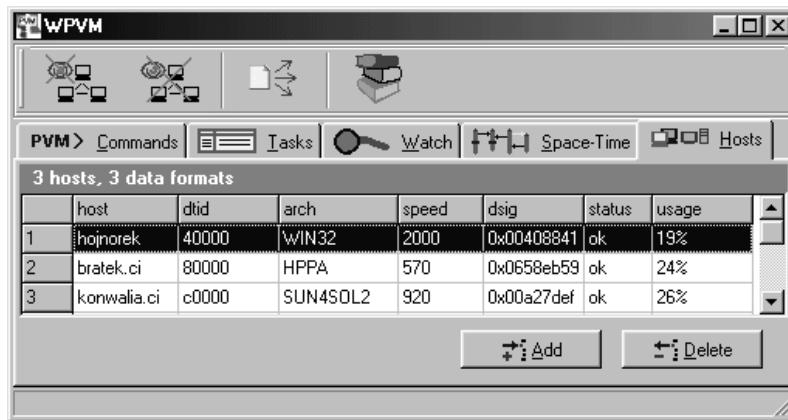 WPVM
PVM> Commands Tasks Watch Space-Time Hosts
3 hosts, 3 data formats
host dtid arch speed dsig status usage
1 hojnorek 40000 WIN32 2000 0x00408841 ok 19%
2 bratek.ci 80000 HPPA 570 0x0658eb59 ok 24%
3 konwalia.ci c0000 SUN4SOL2 920 0x00a27def ok 26%
Add Delete